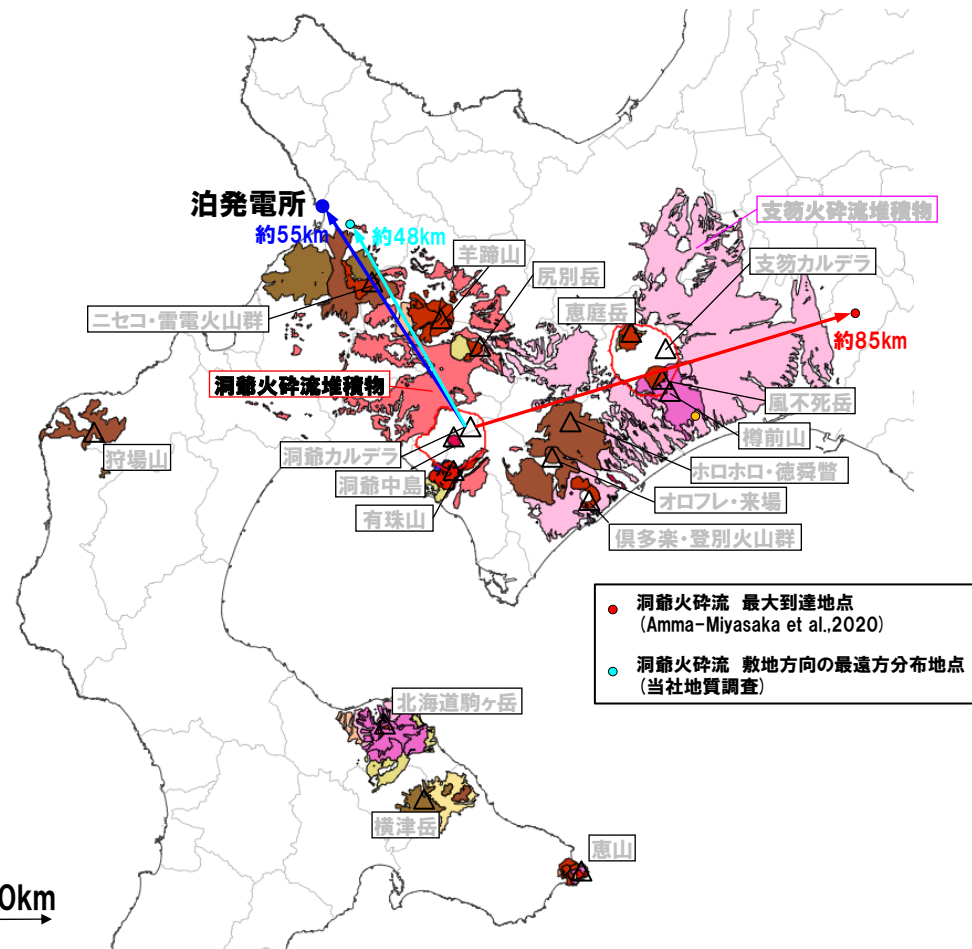 泊発電所
約55km
約48km
羊蹄山
尻別岳
支笏火砕流堆積物
支笏カルデラ
恵庭岳
約85km
ニセコ・雷電火山群
洞爺火砕流堆積物
風不死岳
樽前山
狩場山
洞爺カルデラ
洞爺中島
有珠山
ホロホロ・徳舜瞥
オロフレ・来場
倶多楽・登別火山群
洞爺火砕流 最大到達地点
(Amma-Miyasaka et al.,2020)
洞爺火砕流 敷地方向の最遠方分布地点
(当社地質調査)
北海道駒ヶ岳
横津岳
恵山
0km